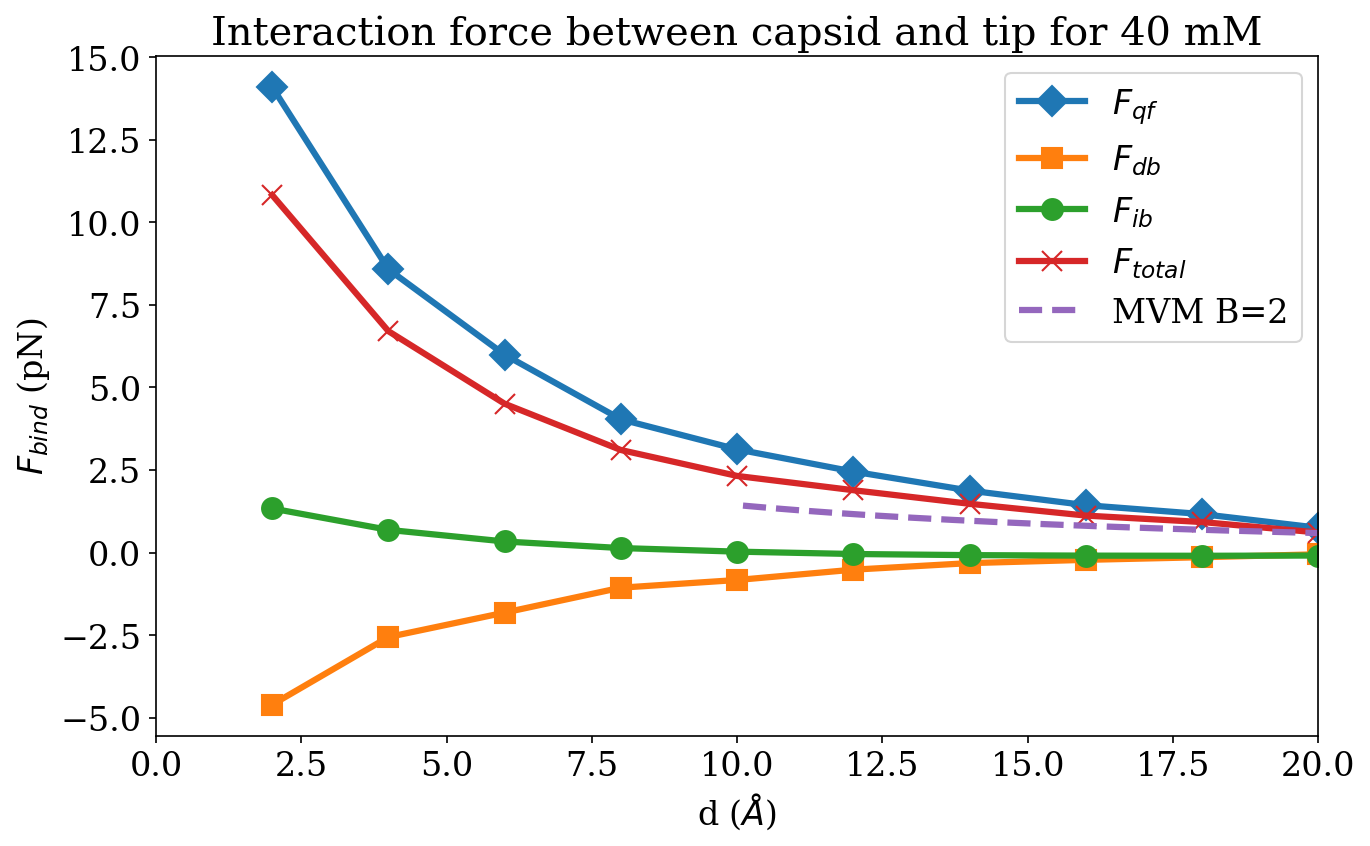 Interaction force between capsid and tip for 40 mM
15.0
12.5
10.0
7.5
5.0
2.5
0.0
−2.5
−5.0
F_bind (pN)
F_qf
F_db
F_ib
F_total
MVM B=2
0.0 2.5 5.0 7.5 10.0 12.5 15.0 17.5 20.0
d (Å)